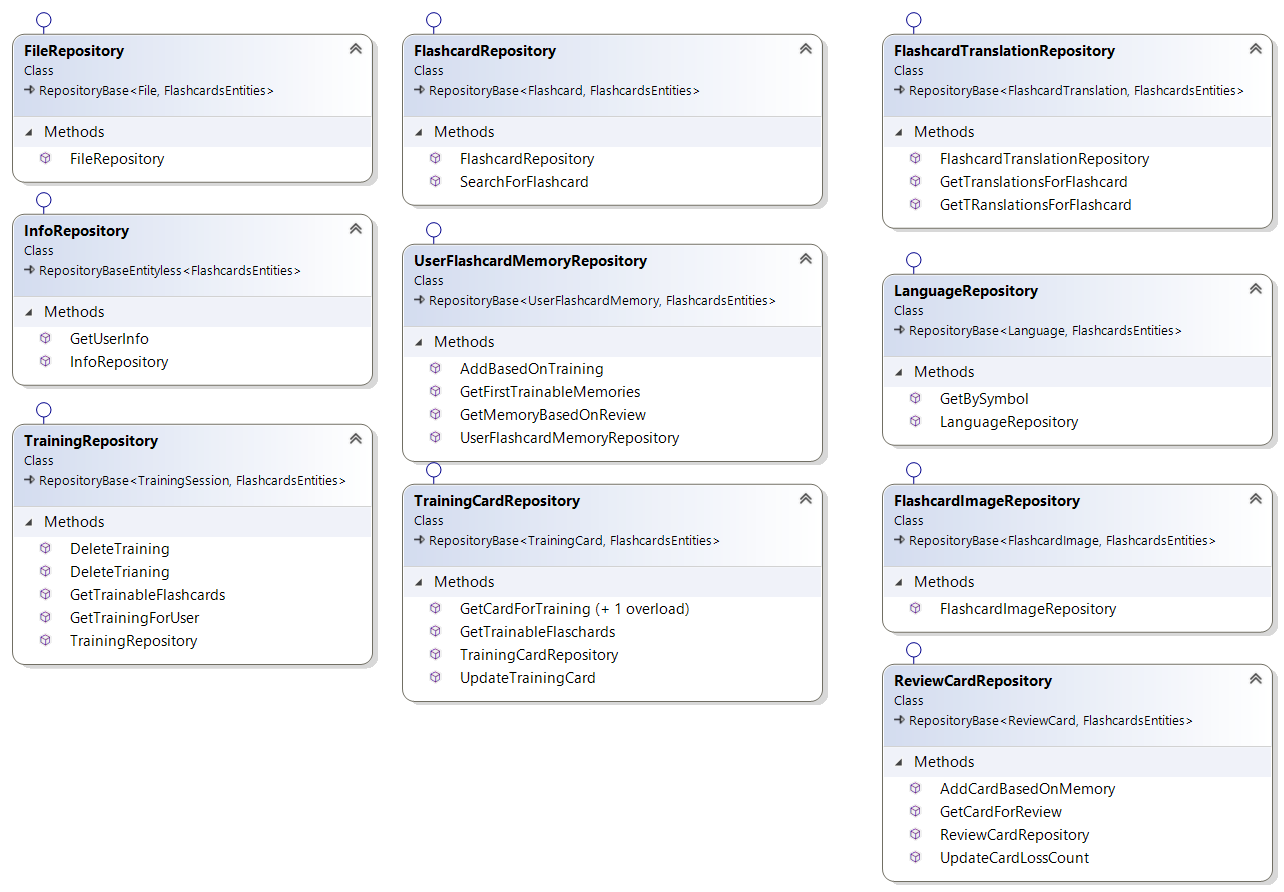 FileRepository
Class
RepositoryBase<File, FlashcardsEntities>
Methods
FileRepository
InfoRepository
Class
RepositoryBaseEntityless<FlashcardsEntities>
Methods
GetUserInfo
InfoRepository
TrainingRepository
Class
RepositoryBase<TrainingSession, FlashcardsEntities>
Methods
DeleteTraining
DeleteTrianing
GetTrainableFlashcards
GetTrainingForUser
TrainingRepository
FlashcardRepository
Class
RepositoryBase<Flashcard, FlashcardsEntities>
Methods
FlashcardRepository
SearchForFlashcard
UserFlashcardMemoryRepository
Class
RepositoryBase<UserFlashcardMemory, FlashcardsEntities>
Methods
AddBasedOnTraining
GetFirstTrainableMemories
GetMemoryBasedOnReview
UserFlashcardMemoryRepository
TrainingCardRepository
Class
RepositoryBase<TrainingCard, FlashcardsEntities>
Methods
GetCardForTraining (+ 1 overload)
GetTrainableFlaschards
TrainingCardRepository
UpdateTrainingCard
FlashcardTranslationRepository
Class
RepositoryBase<FlashcardTranslation, FlashcardsEntities>
Methods
FlashcardTranslationRepository
GetTranslationsForFlashcard
GetTRanslationsForFlashcard
LanguageRepository
Class
RepositoryBase<Language, FlashcardsEntities>
Methods
GetBySymbol
LanguageRepository
FlashcardImageRepository
Class
RepositoryBase<FlashcardImage, FlashcardsEntities>
Methods
FlashcardImageRepository
ReviewCardRepository
Class
RepositoryBase<ReviewCard, FlashcardsEntities>
Methods
AddCardBasedOnMemory
GetCardForReview
ReviewCardRepository
UpdateCardLossCount